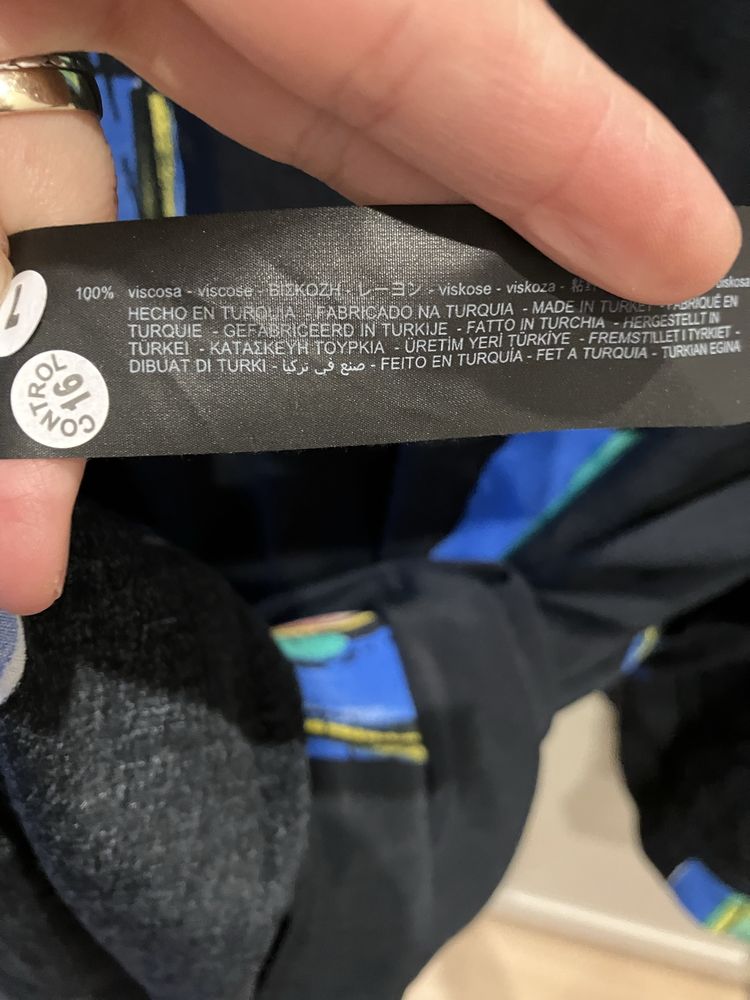 100% viscosa - viscose - ΒΙΣΚΟΖΗ - レーヨン - viskose - viskoza -
HECHO EN TURQUIA - FABRICADO NA TURQUIA - MADE IN TURKEY - FABRIQUÉ EN
TURQUIE - GEFABRICEERD IN TURKIJE - FATTO IN TURCHIA - HERGESTELLT IN
TÜRKEI - ΚΑΤΑΣΚΕΥΗ ΤΟΥΡΚΙΑ - ÜRETİM YERİ TÜRKİYE - FREMSTILLET I TYRKIET -
DIBUAT DI TURKI - صنع في تركيا - FEITO EN TURQUÍA - FET A TURQUIA - TURKIAN EGINA
1
CONTROL
16